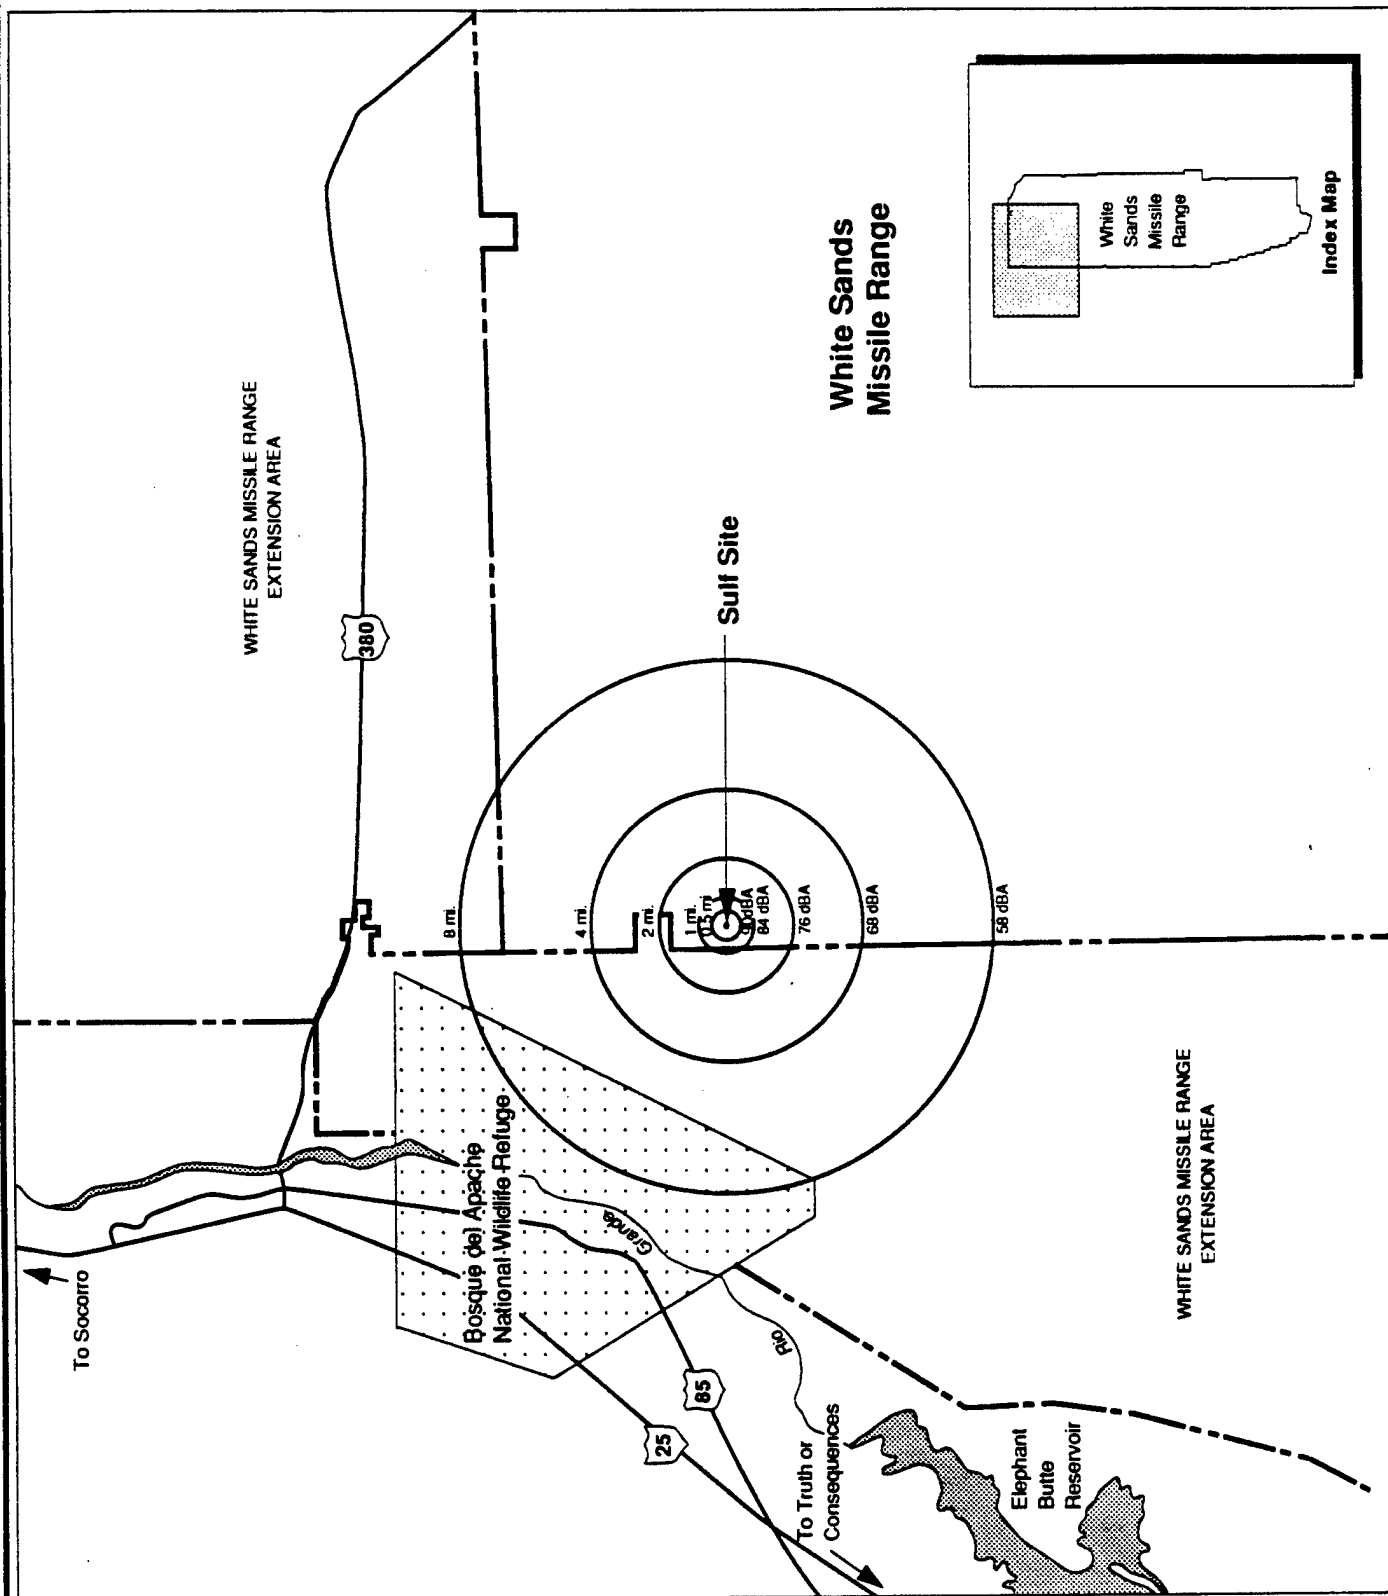 To Socorro
WHITE SANDS MISSILE RANGE
EXTENSION AREA
380
Bosque del Apache
National Wildlife Refuge
Rio
Grande
25
85
To Truth or
Consequences
Elephant
Butte
Reservoir
8 mi.
4 mi.
2 mi.
1 mi.
0.5 mi
84 dBA
76 dBA
68 dBA
58 dBA
Sulf Site
White Sands
Missile Range
WHITE SANDS MISSILE RANGE
EXTENSION AREA
White
Sands
Missile
Range
Index Map